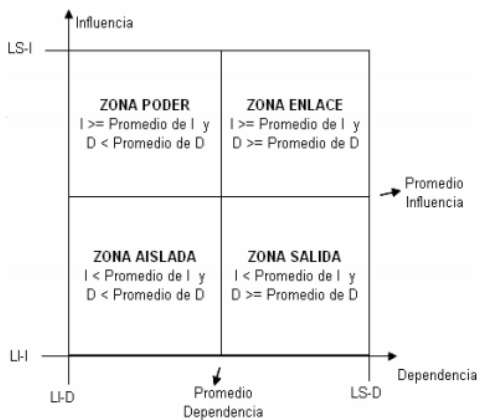 Influencia
LS-I
ZONA PODER
I >= Promedio de I y
D < Promedio de D
ZONA ENLACE
I >= Promedio de I y
D >= Promedio de D
Promedio
Influencia
ZONA AISLADA
I < Promedio de I y
D < Promedio de D
ZONA SALIDA
I < Promedio de I y
D >= Promedio de D
LI-I
Dependencia
LI-D
Promedio
Dependencia
LS-D